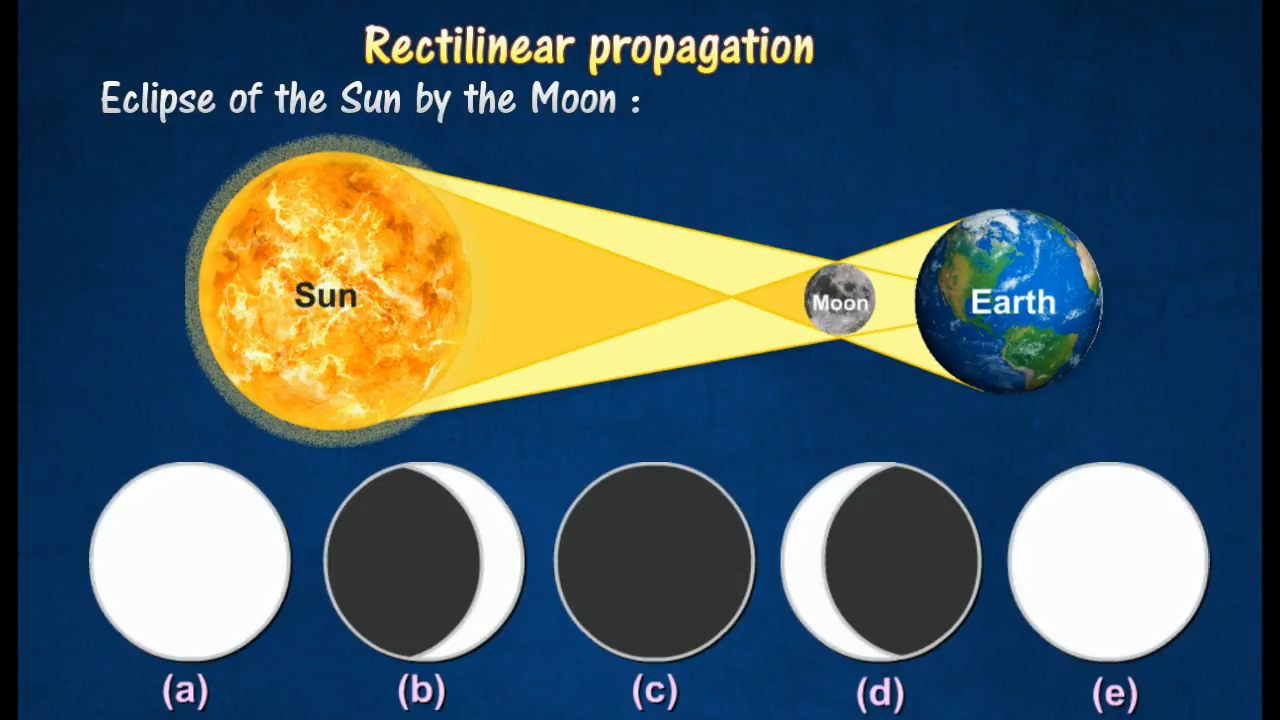 Rectilinear propagation
Eclipse of the Sun by the Moon :
Sun
Moon
Earth
(a)
(b)
(c)
(d)
(e)